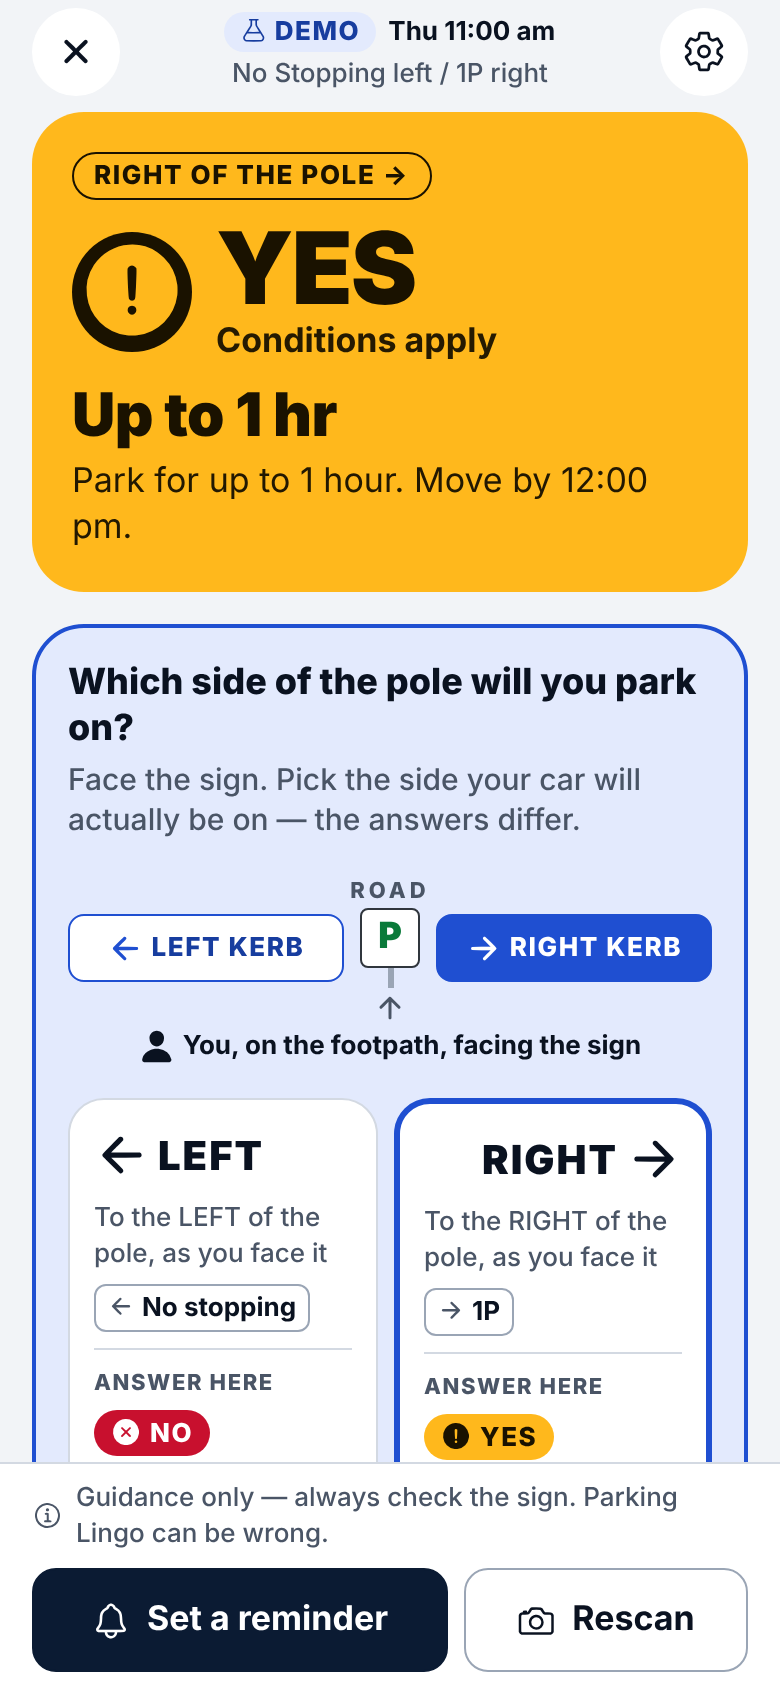 DEMO Thu 11:00 am
No Stopping left / 1P right
RIGHT OF THE POLE →
! YES
Conditions apply
Up to 1 hr
Park for up to 1 hour. Move by 12:00
pm.
Which side of the pole will you park
on?
Face the sign. Pick the side your car will
actually be on — the answers differ.
ROAD
← LEFT KERB
P
→ RIGHT KERB
↑
You, on the footpath, facing the sign
← LEFT
To the LEFT of the
pole, as you face it
← No stopping
ANSWER HERE
NO
RIGHT →
To the RIGHT of the
pole, as you face it
→ 1P
ANSWER HERE
! YES
Guidance only — always check the sign. Parking
Lingo can be wrong.
Set a reminder
Rescan